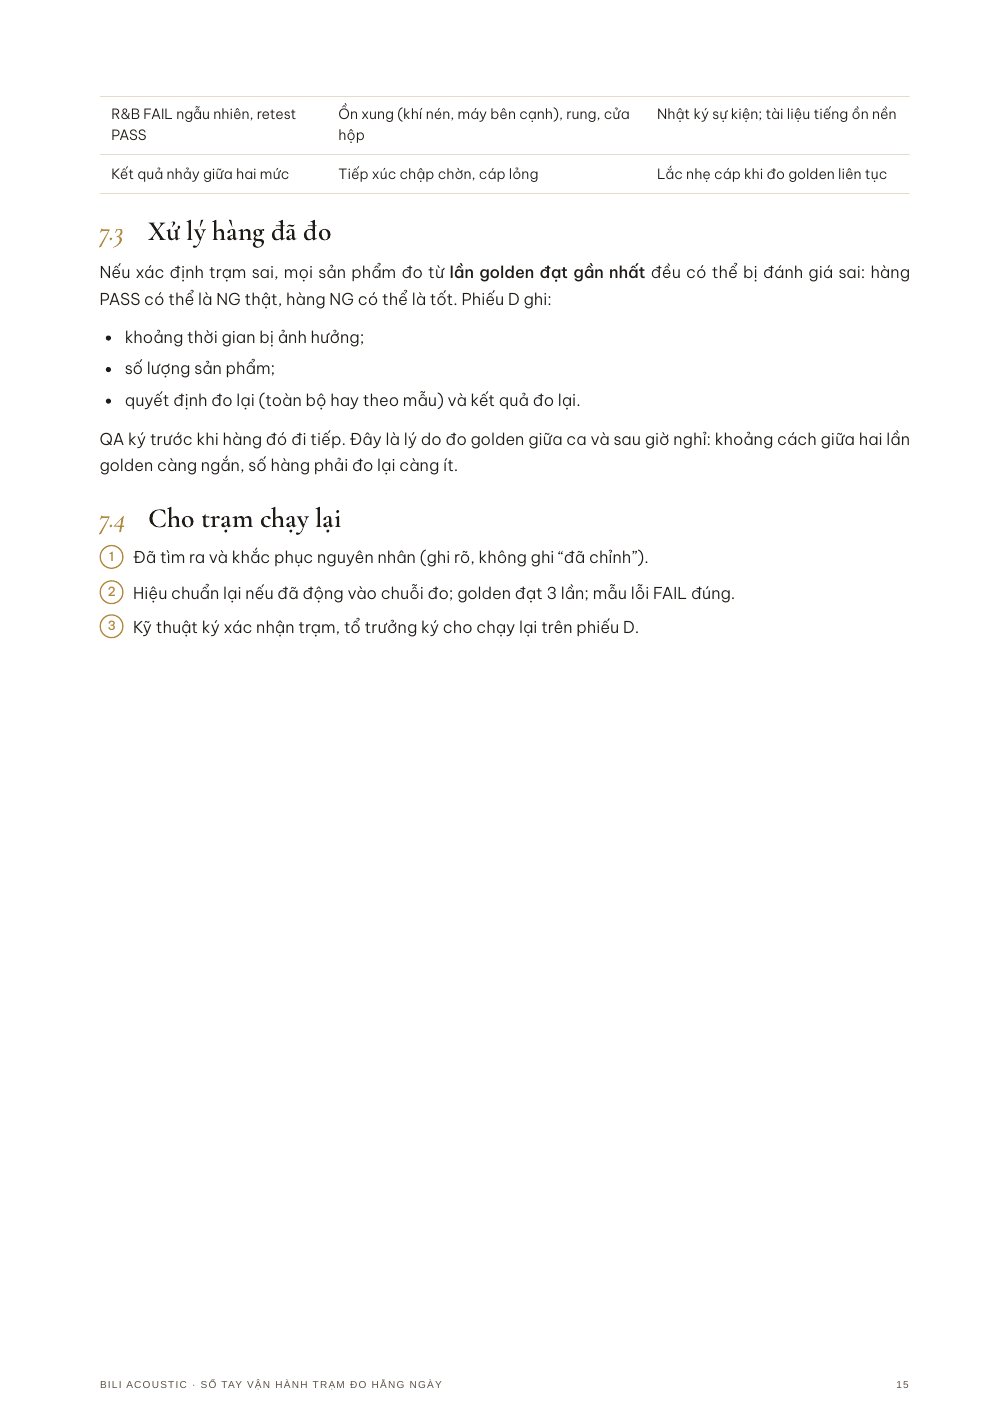 R&B FAIL ngẫu nhiên, retest PASS | Ồn xung (khí nén, máy bên cạnh), rung, cửa hộp | Nhật ký sự kiện; tài liệu tiếng ồn nền
Kết quả nhảy giữa hai mức | Tiếp xúc chập chờn, cáp lỏng | Lắc nhẹ cáp khi đo golden liên tục
7.3 Xử lý hàng đã đo
Nếu xác định trạm sai, mọi sản phẩm đo từ lần golden đạt gần nhất đều có thể bị đánh giá sai: hàng
PASS có thể là NG thật, hàng NG có thể là tốt. Phiếu D ghi:
• khoảng thời gian bị ảnh hưởng;
• số lượng sản phẩm;
• quyết định đo lại (toàn bộ hay theo mẫu) và kết quả đo lại.
QA ký trước khi hàng đó đi tiếp. Đây là lý do đo golden giữa ca và sau giờ nghỉ: khoảng cách giữa hai lần
golden càng ngắn, số hàng phải đo lại càng ít.
7.4 Cho trạm chạy lại
1 Đã tìm ra và khắc phục nguyên nhân (ghi rõ, không ghi “đã chỉnh”).
2 Hiệu chuẩn lại nếu đã động vào chuỗi đo; golden đạt 3 lần; mẫu lỗi FAIL đúng.
3 Kỹ thuật ký xác nhận trạm, tổ trưởng ký cho chạy lại trên phiếu D.
BILI ACOUSTIC · SỔ TAY VẬN HÀNH TRẠM ĐO HẰNG NGÀY 15